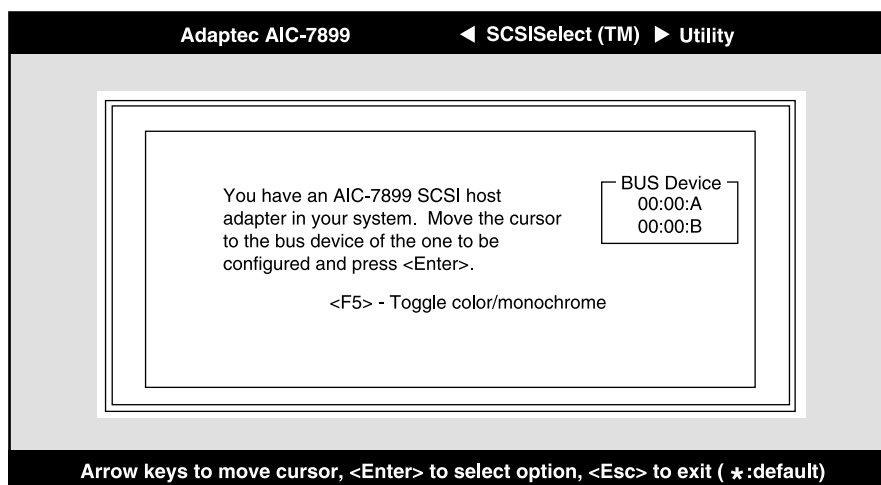 Adaptec AIC-7899 ◀ SCSISelect (TM) ▶ Utility
You have an AIC-7899 SCSI host
adapter in your system. Move the cursor
to the bus device of the one to be
configured and press <Enter>.
BUS Device
00:00:A
00:00:B
<F5> - Toggle color/monochrome
Arrow keys to move cursor, <Enter> to select option, <Esc> to exit ( *:default)